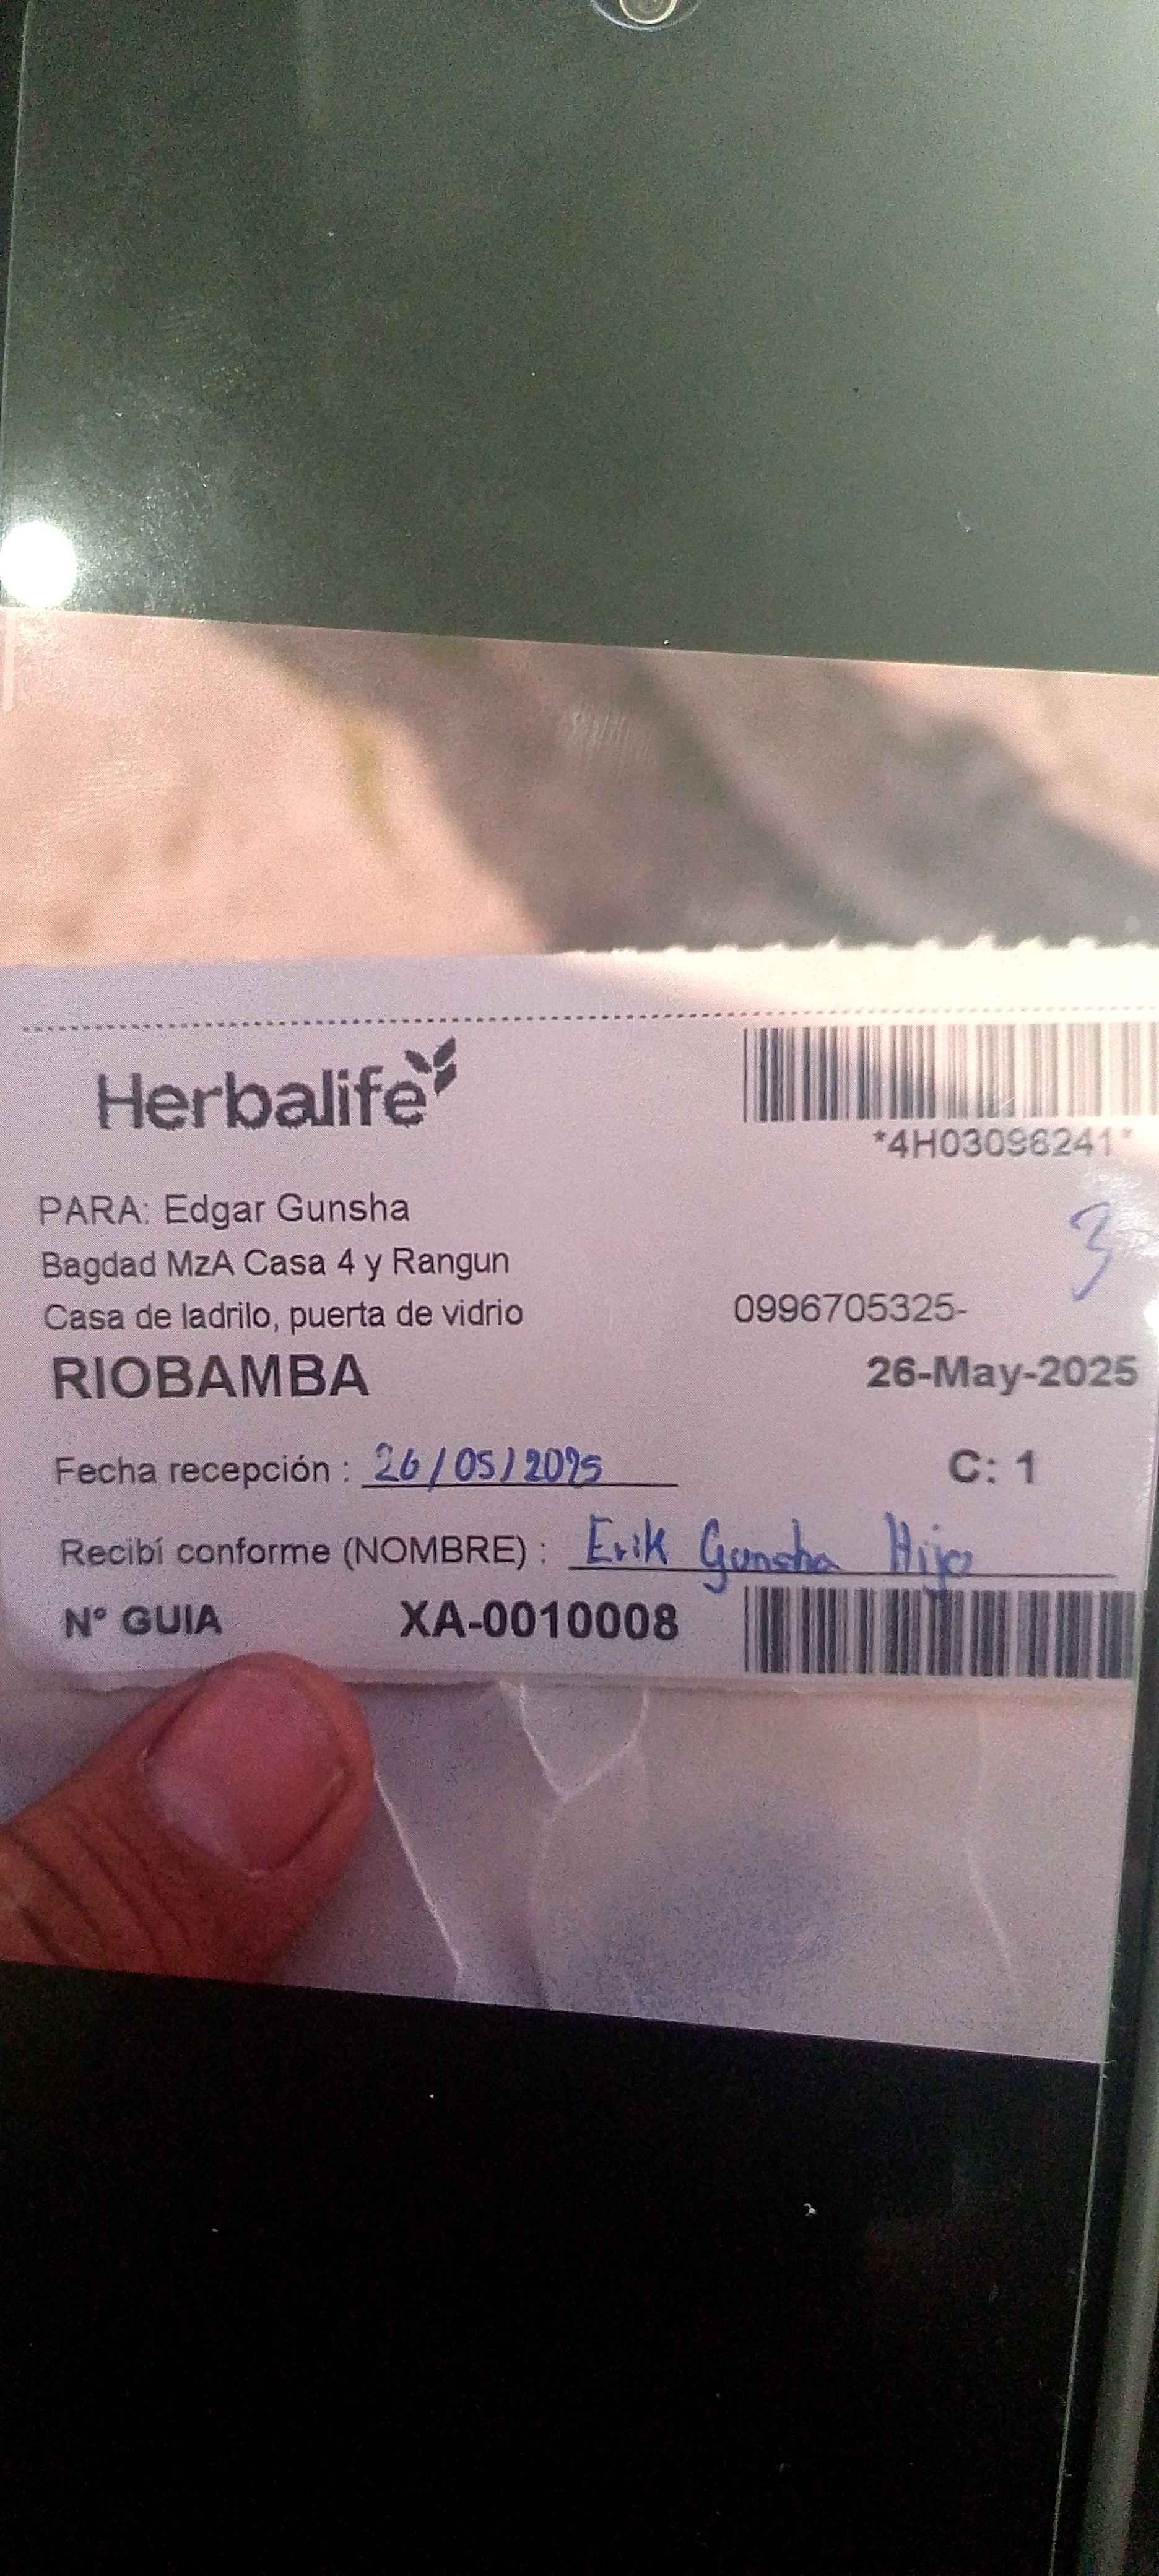 Herbalife
*4H03096241*
PARA: Edgar Gunsha
3
Bagdad MzA Casa 4 y Rangun
Casa de ladrilo, puerta de vidrio 0996705325-
RIOBAMBA 26-May-2025
Fecha recepción : 26/05/2025 C: 1
Recibí conforme (NOMBRE) : Erik Gunsha Hijo
N° GUIA XA-0010008